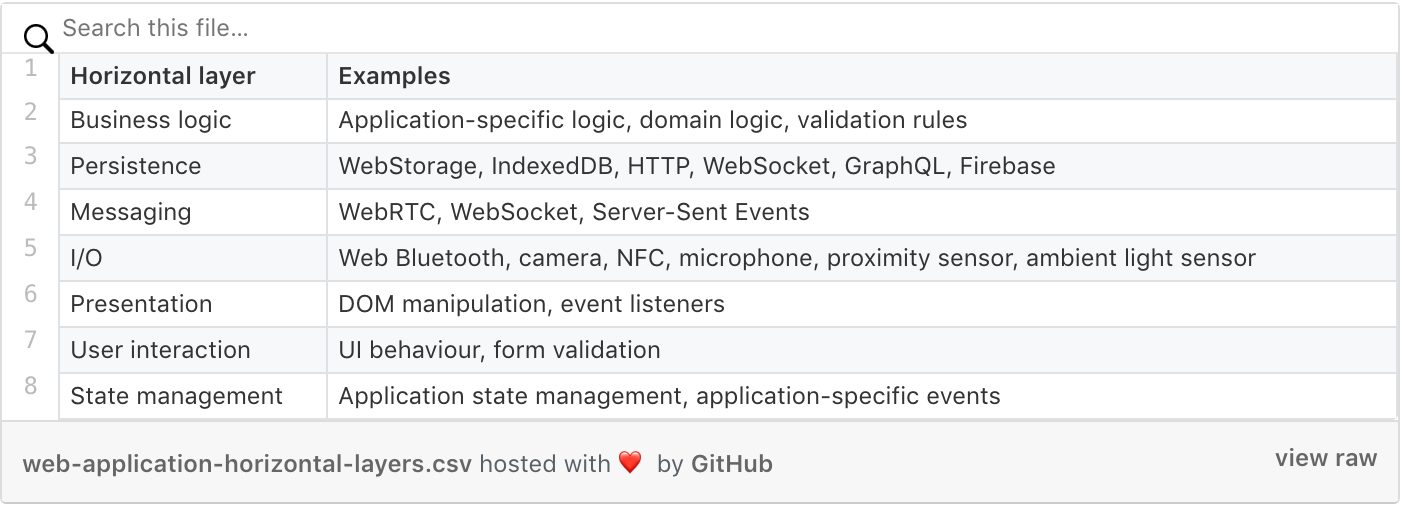 Search this file...
1 Horizontal layer Examples
2 Business logic Application-specific logic, domain logic, validation rules
3 Persistence WebStorage, IndexedDB, HTTP, WebSocket, GraphQL, Firebase
4 Messaging WebRTC, WebSocket, Server-Sent Events
5 I/O Web Bluetooth, camera, NFC, microphone, proximity sensor, ambient light sensor
6 Presentation DOM manipulation, event listeners
7 User interaction UI behaviour, form validation
8 State management Application state management, application-specific events
web-application-horizontal-layers.csv hosted with ❤️ by GitHub view raw